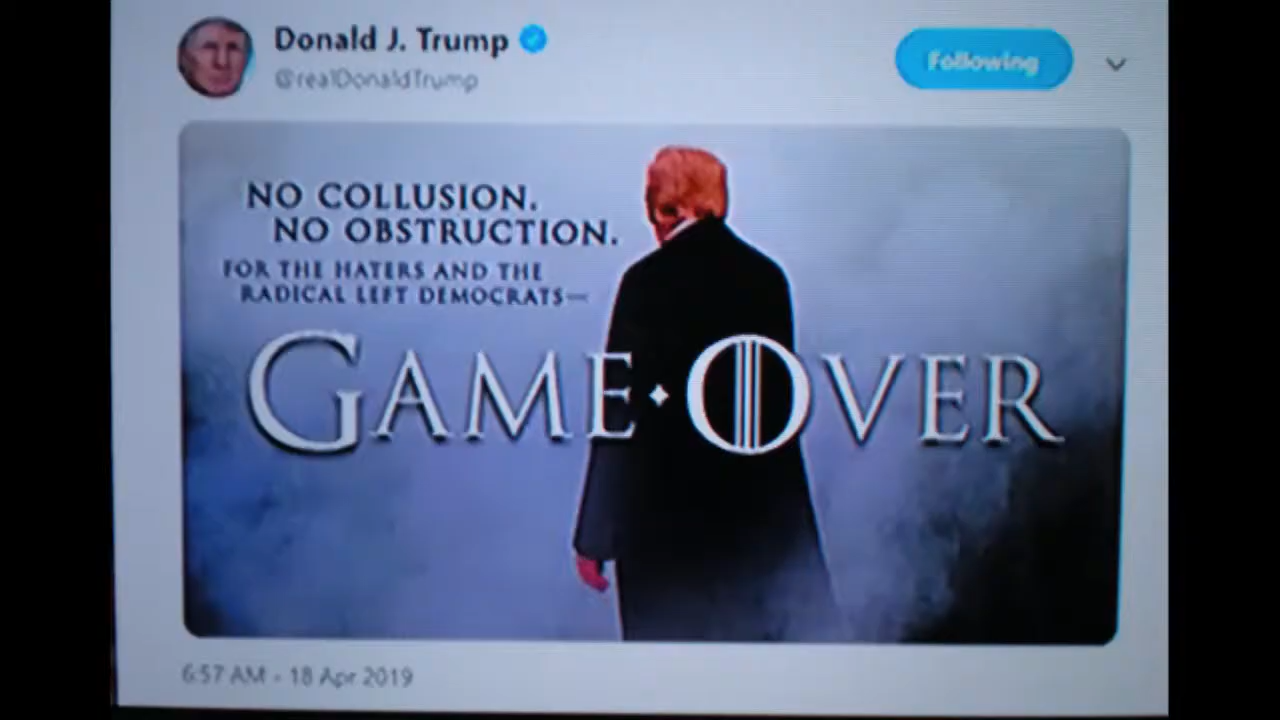 Donald J. Trump
@realDonaldTrump
Following
NO COLLUSION.
NO OBSTRUCTION.
FOR THE HATERS AND THE
RADICAL LEFT DEMOCRATS—
GAME OVER
6:57 AM - 18 Apr 2019